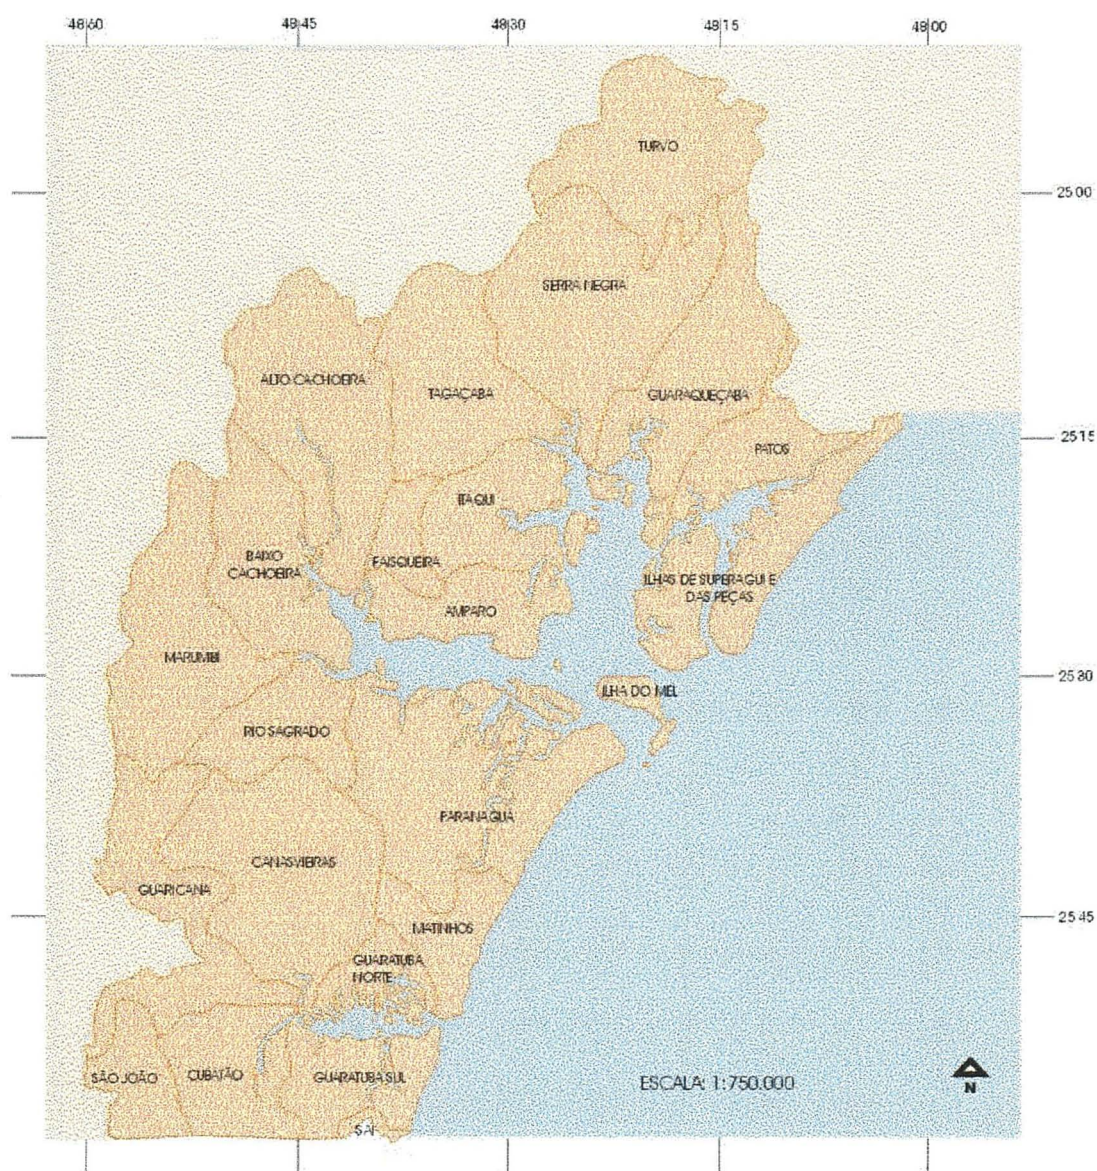 48 60
48 45
48 30
48 15
48 00
TURVO
25 00
SERRA NEGRA
ALTO CACHOEIRA
TAGAÇABA
GUARAQUEÇABA
25 15
PATOS
ITAQUI
BAIXO
CACHOEIRA
FAISQUEIRA
ILHAS DE SUPERAGUI E
DAS PEÇAS
AMPARO
MARUMBI
25 30
ILHA DO MEL
RIO SAGRADO
PARANAGUA
CANASVIEIRAS
GUARICANA
25 45
MATINHOS
GUARATUBA
NORTE
SÃO JOÃO
CUBATÃO
GUARATUBA SUL
ESCALA: 1:750.000
N
SAI